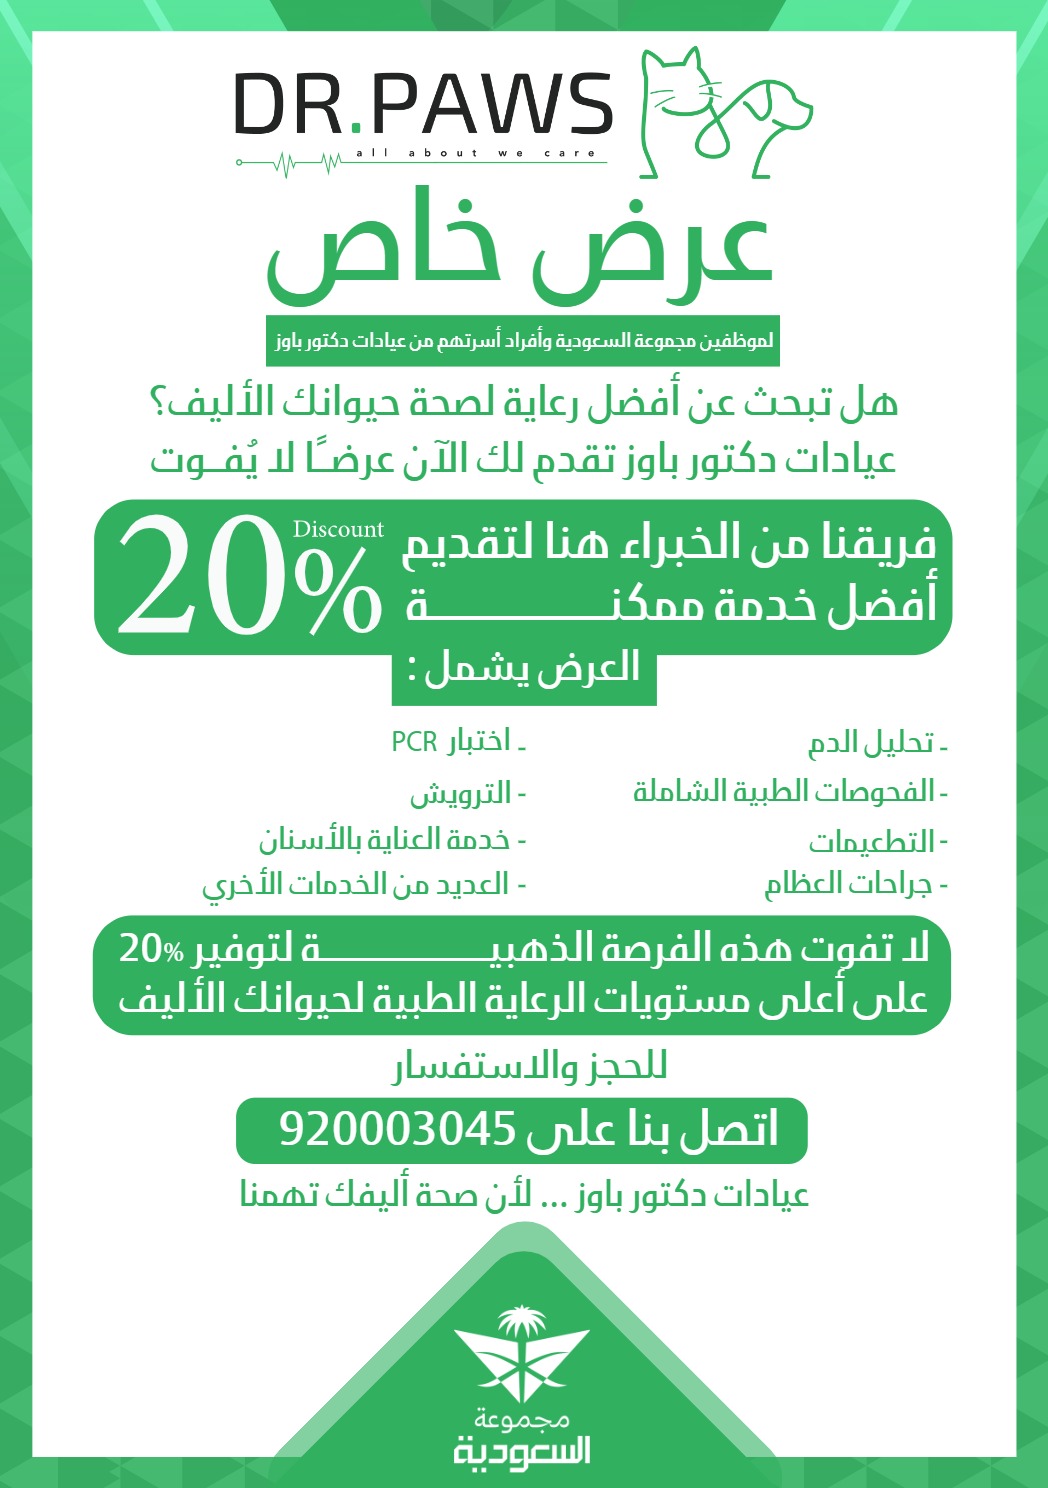 DR.PAWS
all about we care
عرض خاص
لموظفين مجموعة السعودية وأفراد أسرتهم من عيادات دكتور باوز
هل تبحث عن أفضل رعاية لصحة حيوانك الأليف؟
عيادات دكتور باوز تقدم لك الآن عرضـًا لا يُفــوت
فريقنا من الخبراء هنا لتقديم
أفضل خدمة ممكنـــــــــــة
20%
Discount
العرض يشمل :
- تحليل الدم
- الفحوصات الطبية الشاملة
- التطعيمات
- جراحات العظام
- اختبار PCR
- الترويش
- خدمة العناية بالأسنان
- العديد من الخدمات الأخري
لا تفوت هذه الفرصة الذهبيـــــــــــة لتوفير 20%
على أعلى مستويات الرعاية الطبية لحيوانك الأليف
للحجز والاستفسار
اتصل بنا على 920003045
عيادات دكتور باوز ... لأن صحة أليفك تهمنا
مجموعة
السعودية